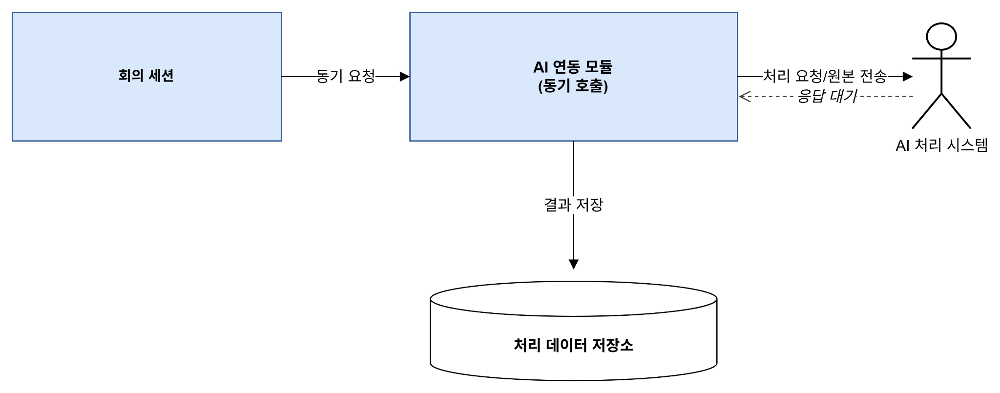 회의 세션
동기 요청
AI 연동 모듈
(동기 호출)
처리 요청/원본 전송
응답 대기
AI 처리 시스템
결과 저장
처리 데이터 저장소